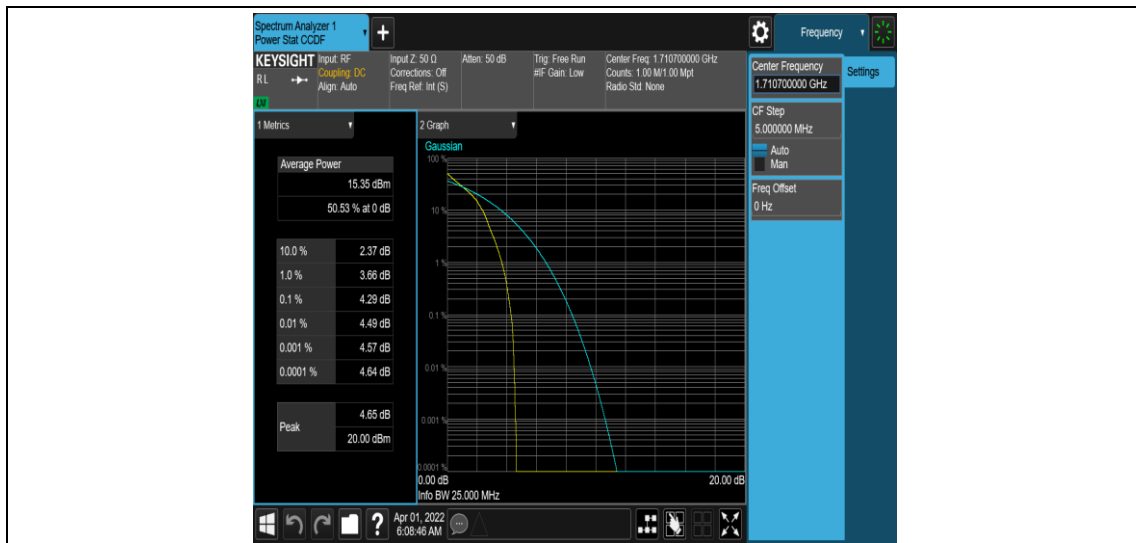 Spectrum Analyzer 1
Power Stat CCDF
+
Frequency
KEYSIGHT
RL
LXI
Input: RF
Coupling: DC
Align: Auto
Input Z: 50 Ω
Corrections: Off
Freq Ref: Int (S)
Atten: 50 dB
Trig: Free Run
#IF Gain: Low
Center Freq: 1.710700000 GHz
Counts: 1.00 M/1.00 Mpt
Radio Std: None
Center Frequency
1.710700000 GHz
Settings
CF Step
5.000000 MHz
Auto
Man
Freq Offset
0 Hz
1 Metrics
Average Power
15.35 dBm
50.53 % at 0 dB
10.0 % 2.37 dB
1.0 % 3.66 dB
0.1 % 4.29 dB
0.01 % 4.49 dB
0.001 % 4.57 dB
0.0001 % 4.64 dB
Peak
4.65 dB
20.00 dBm
2 Graph
Gaussian
100 %
10 %
1 %
0.1 %
0.01 %
0.001 %
0.0001 %
0.00 dB 20.00 dB
Info BW 25.000 MHz
?
Apr 01, 2022
6:08:46 AM